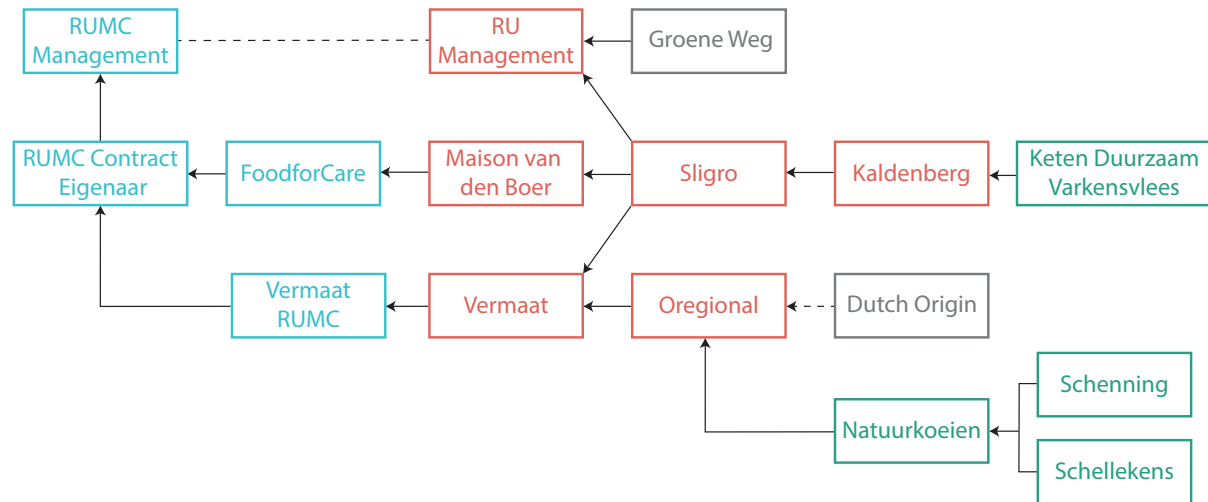 RUMC
Management
RU
Management
Groene Weg
RUMC Contract
Eigenaar
FoodforCare
Maison van
den Boer
Sligro
Kaldenberg
Keten Duurzaam
Varkensvlees
Vermaat
RUMC
Vermaat
Oregional
Dutch Origin
Schenning
Natuurkoeien
Schellekens